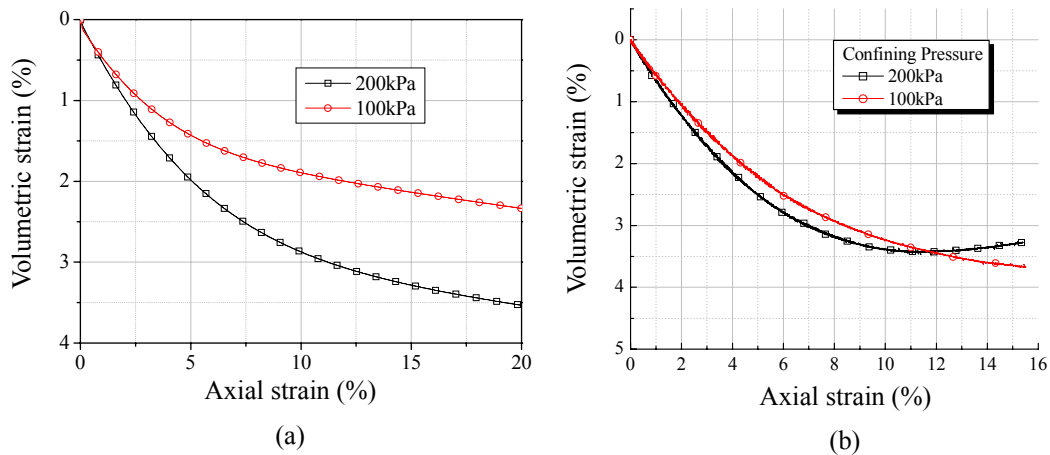 0
1
2
3
4
0
5
10
15
20
Volumetric strain (%)
Axial strain (%)
200kPa
100kPa
(a)
0
1
2
3
4
5
0
2
4
6
8
10
12
14
16
Volumetric strain (%)
Axial strain (%)
Confining Pressure
200kPa
100kPa
(b)